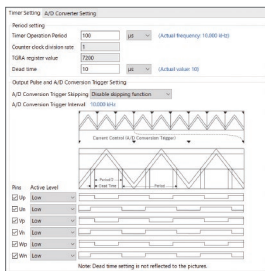 Timer Setting A/D Converter Setting
Period setting
Timer Operation Period 100 μs (Actual frequency: 10.000 kHz)
Counter clock division rate 1
TGRA register value 7200
Dead time 10 μs (Actual value: 10)
Output Pulse and A/D Conversion Trigger Setting
A/D Conversion Trigger Skipping Disable skipping function
A/D Conversion Trigger Interval 10.000 kHz
Current Control (A/D Conversion Trigger)
Period/2
Dead Time Period
Pins Active Level
Up Low
Un Low
Vp Low
Vn Low
Wp Low
Wn Low
Note: Dead time setting is not reflected to the pictures.